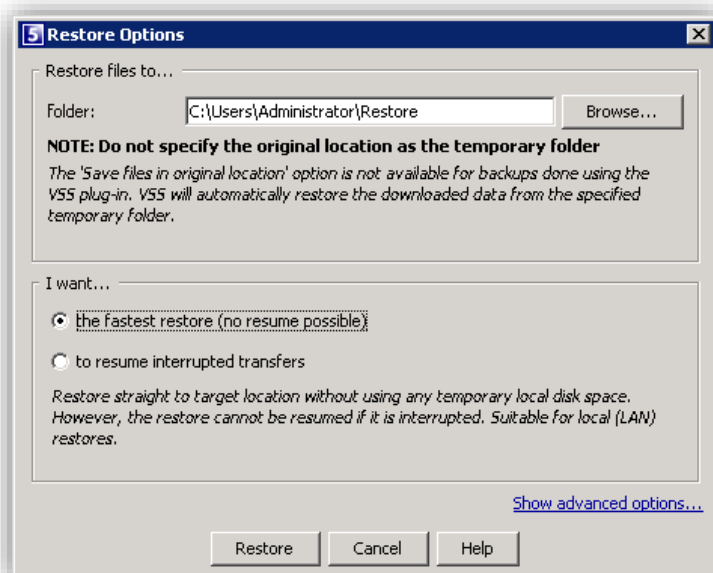 5 Restore Options
Restore files to...
Folder: C:\Users\Administrator\Restore Browse...
NOTE: Do not specify the original location as the temporary folder
The 'Save files in original location' option is not available for backups done using the
VSS plug-in. VSS will automatically restore the downloaded data from the specified
temporary folder.
I want...
the fastest restore (no resume possible)
to resume interrupted transfers
Restore straight to target location without using any temporary local disk space.
However, the restore cannot be resumed if it is interrupted. Suitable for local (LAN)
restores.
Show advanced options...
Restore Cancel Help